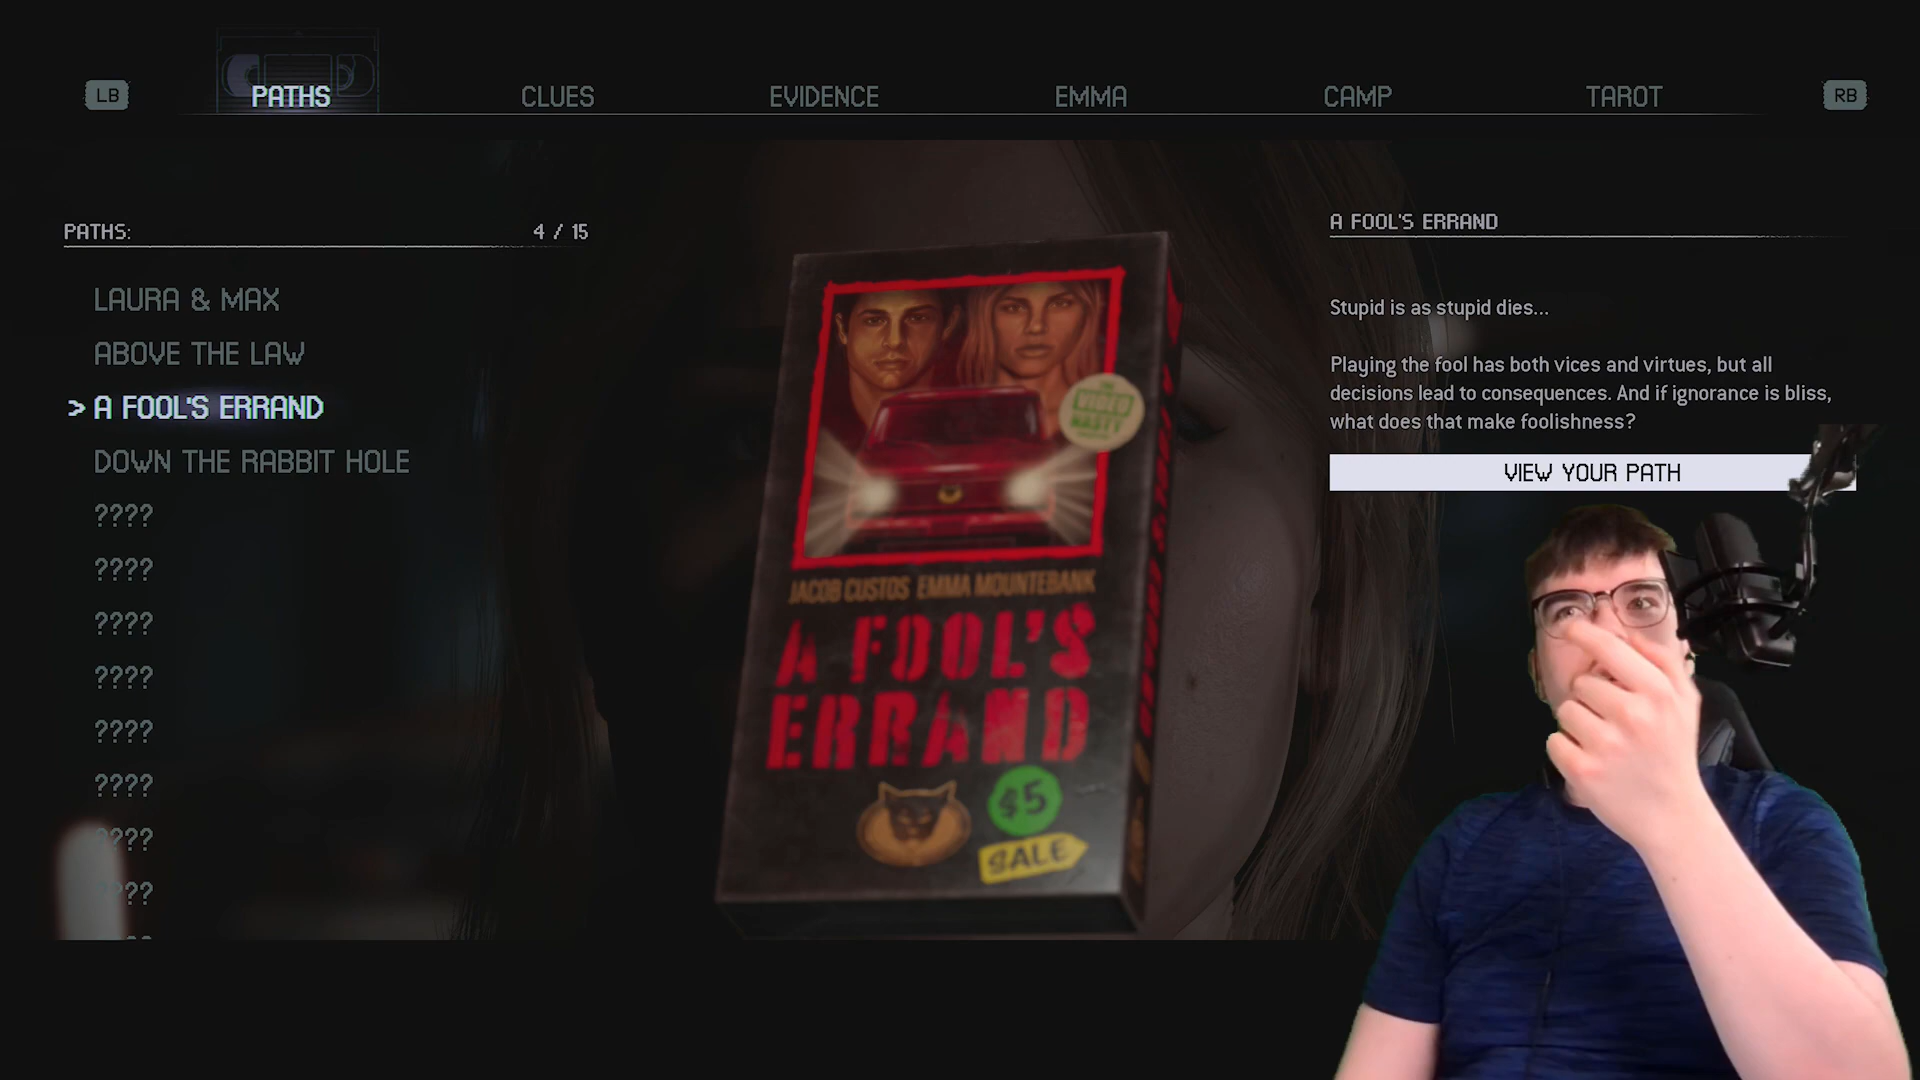 LB
PATHS
CLUES
EVIDENCE
EMMA
CAMP
TAROT
RB
PATHS:
4 / 15
LAURA & MAX
ABOVE THE LAW
> A FOOL'S ERRAND
DOWN THE RABBIT HOLE
????
????
????
????
????
????
????
????
??
VIDEO
NASTY
JACOB CUSTOS EMMA MOUNTEBANK
A FOOL'S
ERRAND
$5
SALE
A FOOL'S ERRAND
Stupid is as stupid dies...
Playing the fool has both vices and virtues, but all
decisions lead to consequences. And if ignorance is bliss,
what does that make foolishness?
VIEW YOUR PATH